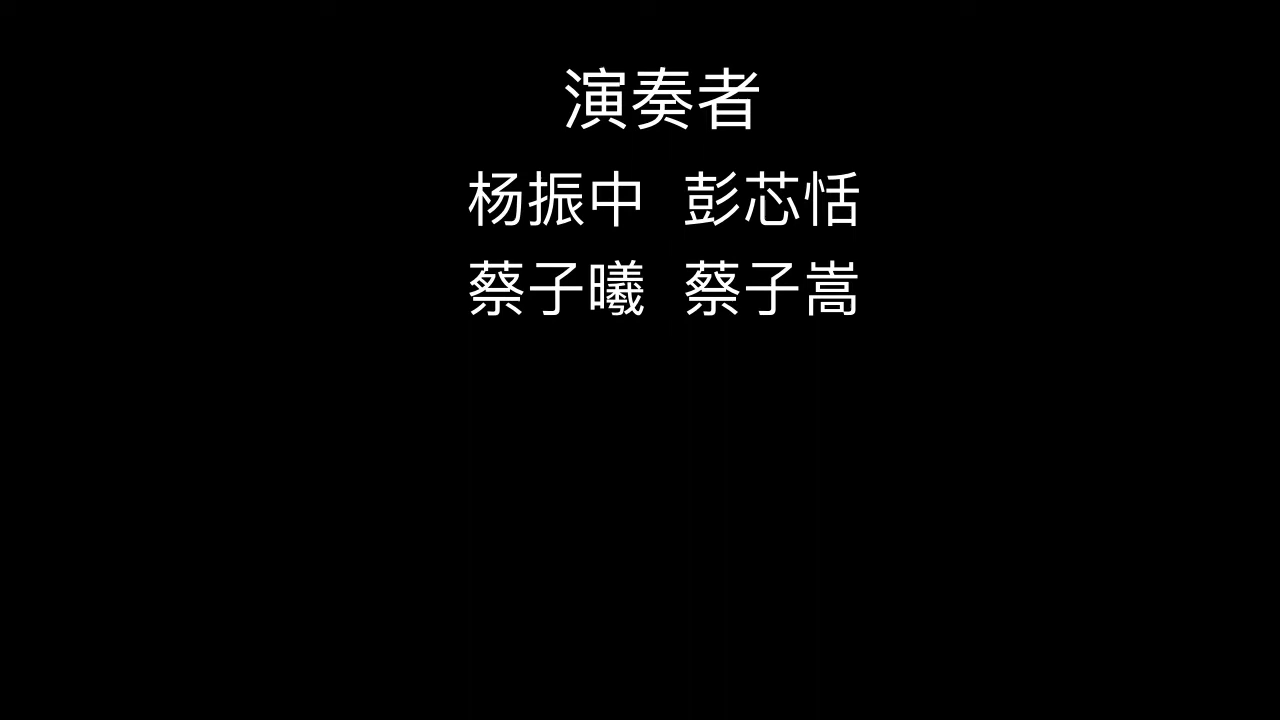 演奏者
杨振中 彭芯恬
蔡子曦 蔡子嵩